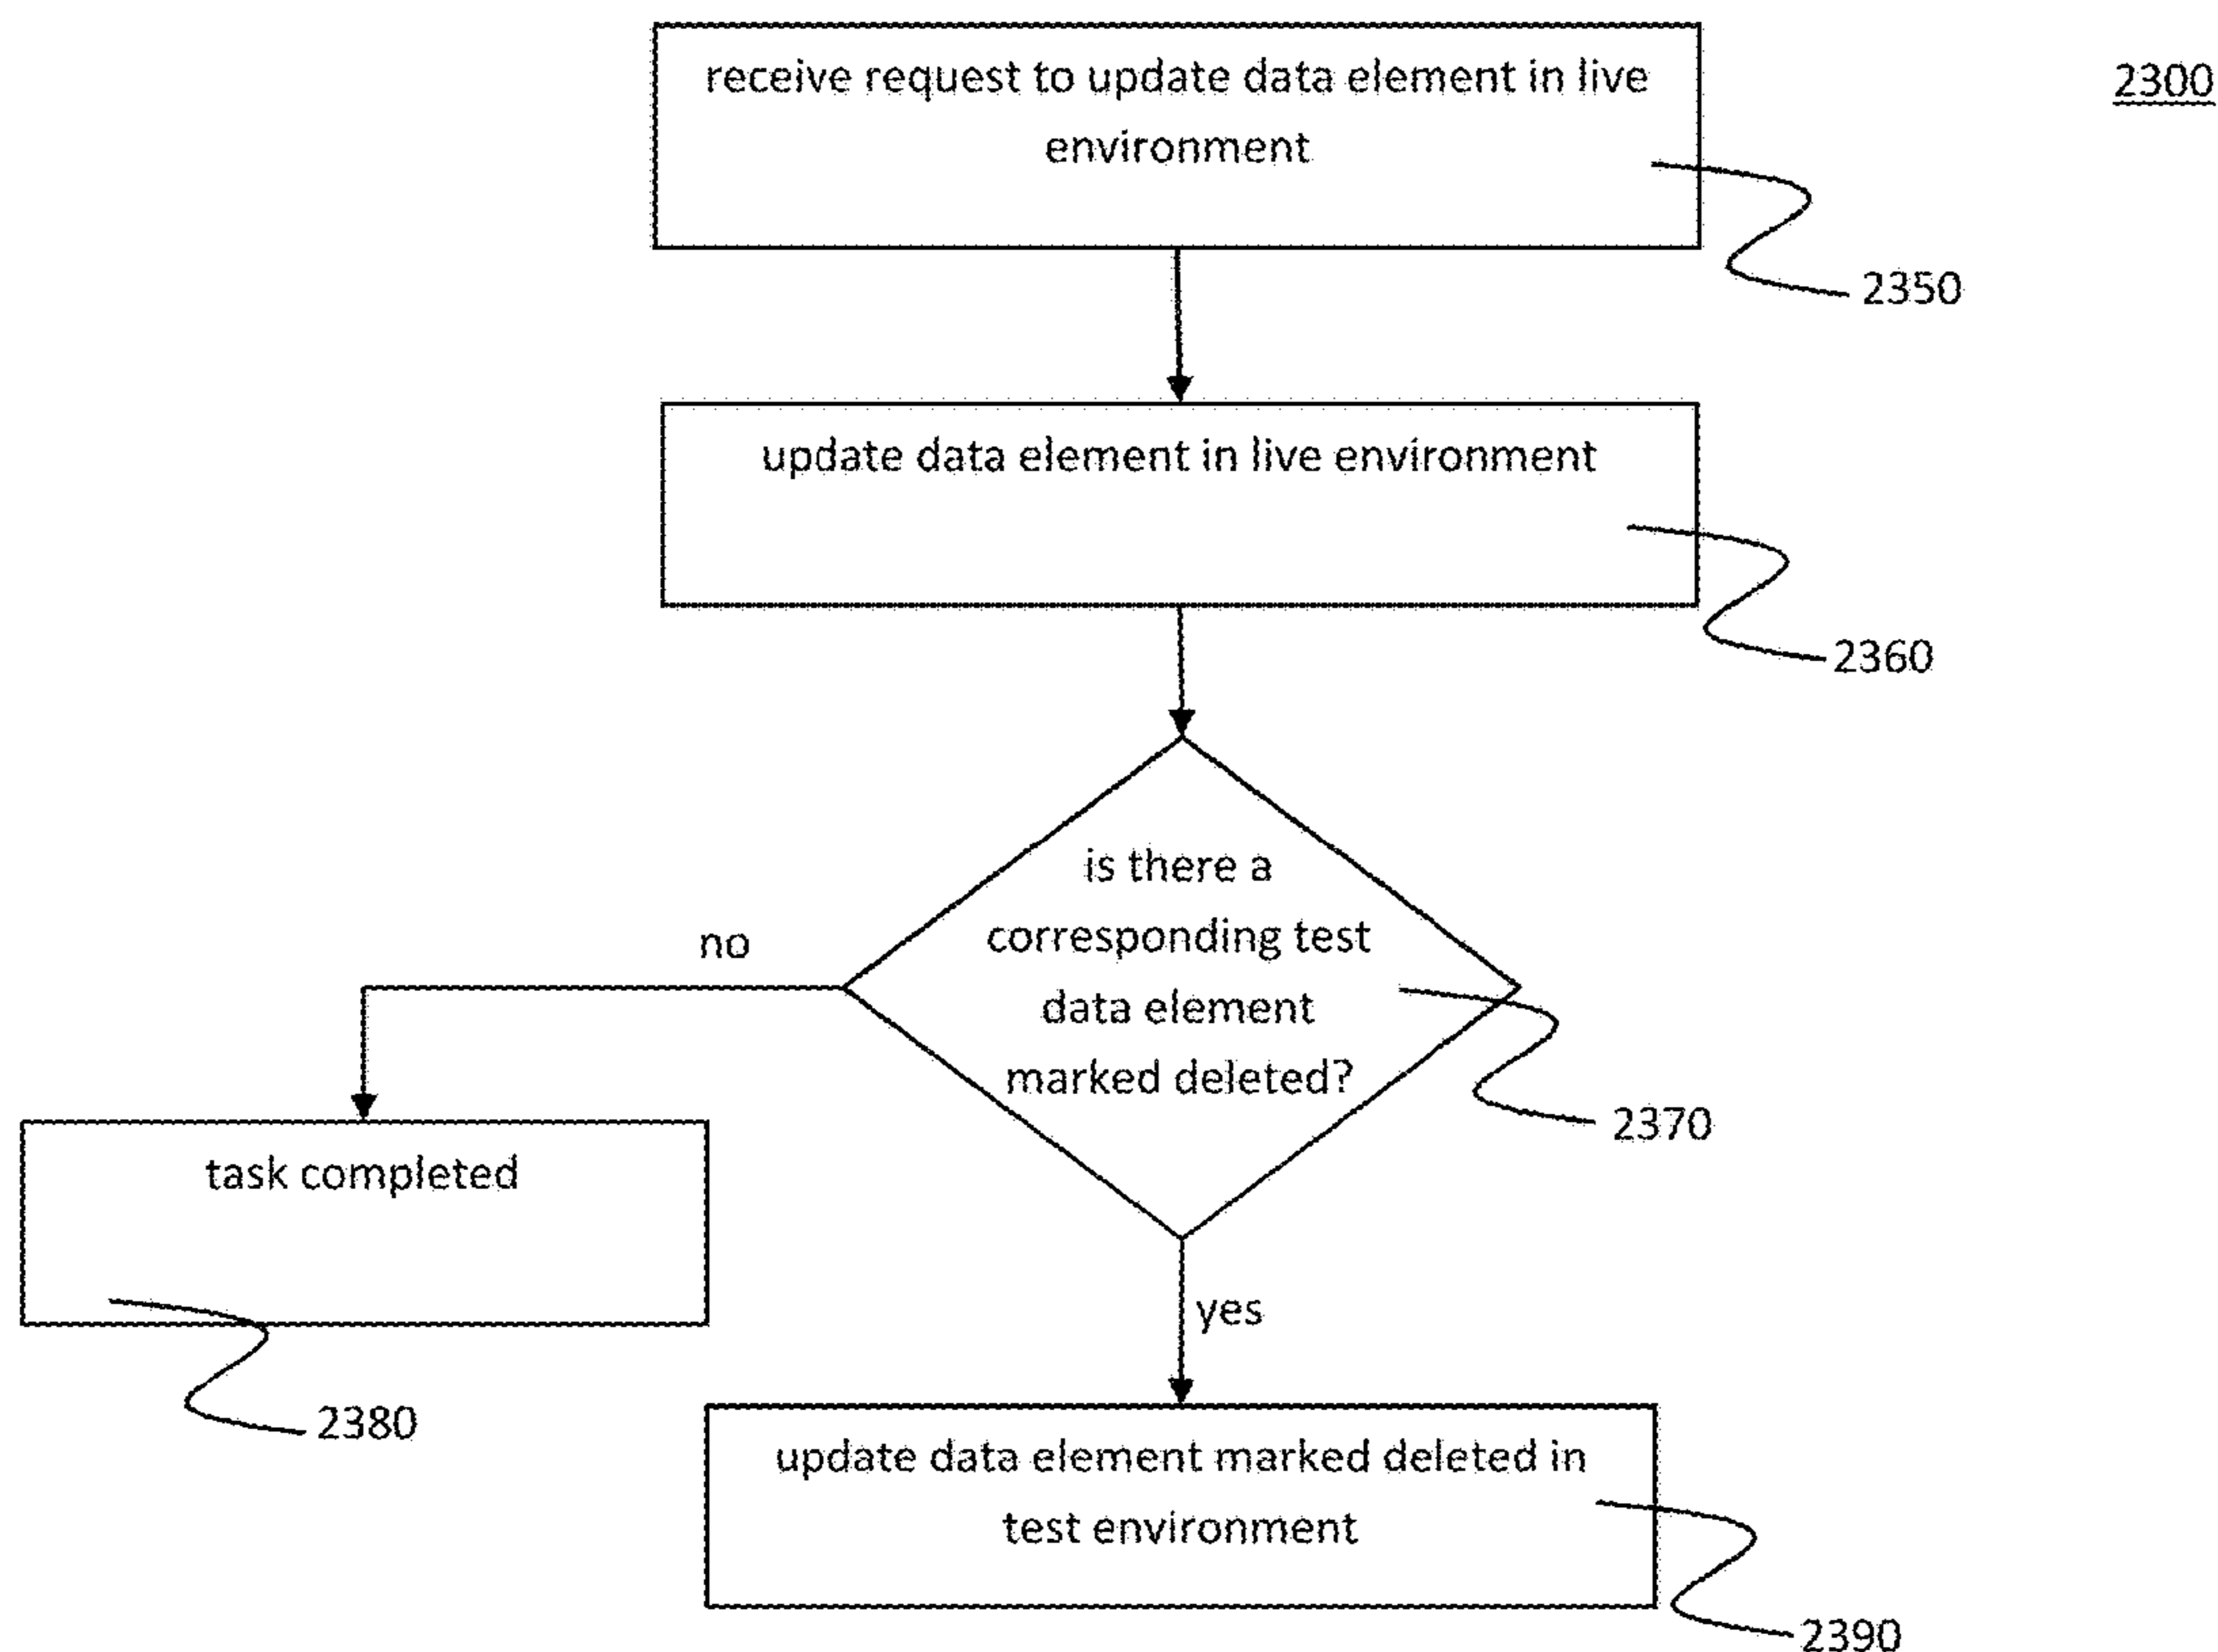 receive request to update data element in live
environment
2300
2350
update data element in live environment
2360
is there a
corresponding test
data element
marked deleted?
no
2370
task completed
yes
2380
update data element marked deleted in
test environment
2390